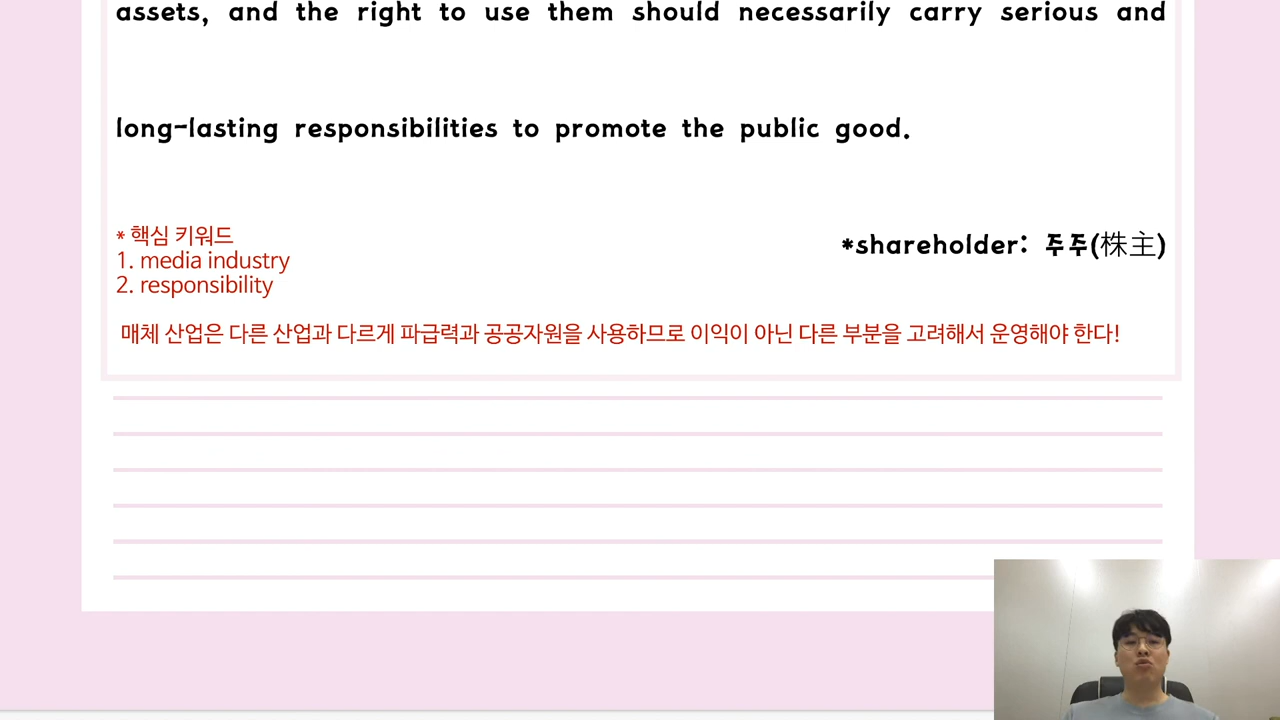 assets, and the right to use them should necessarily carry serious and
long-lasting responsibilities to promote the public good.
* 핵심 키워드
1. media industry
2. responsibility
*shareholder: 주주(株主)
매체 산업은 다른 산업과 다르게 파급력과 공공자원을 사용하므로 이익이 아닌 다른 부분을 고려해서 운영해야 한다!